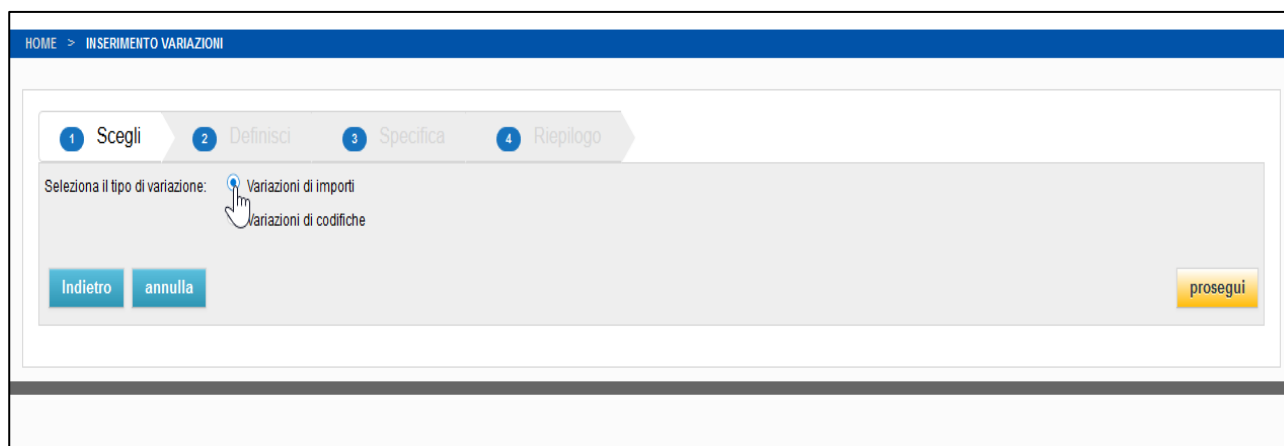 HOME > INSERIMENTO VARIAZIONI
1 Scegli 2 Definisci 3 Specifica 4 Riepilogo
Seleziona il tipo di variazione: Variazioni di importi
Variazioni di codifiche
Indietro annulla prosegui